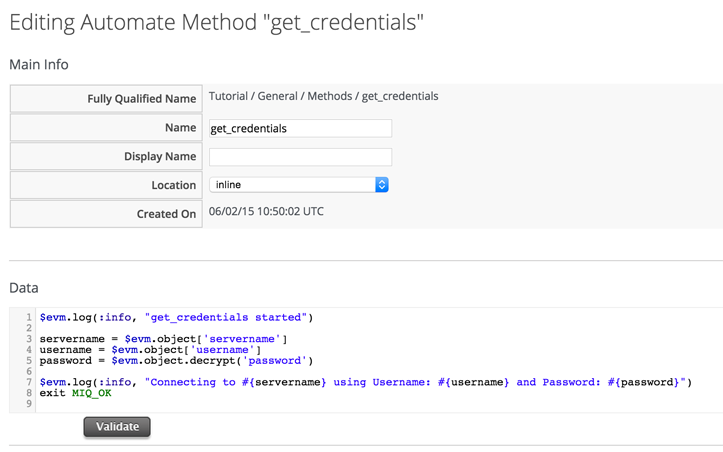 Editing Automate Method "get_credentials"
Main Info
Fully Qualified Name Tutorial / General / Methods / get_credentials
Name get_credentials
Display Name
Location inline
Created On 06/02/15 10:50:02 UTC
Data
1 $evm.log(:info, "get_credentials started")
2
3 servername = $evm.object['servername']
4 username = $evm.object['username']
5 password = $evm.object.decrypt('password')
6
7 $evm.log(:info, "Connecting to #{servername} using Username: #{username} and Password: #{password}")
8 exit MIQ_OK
9
Validate